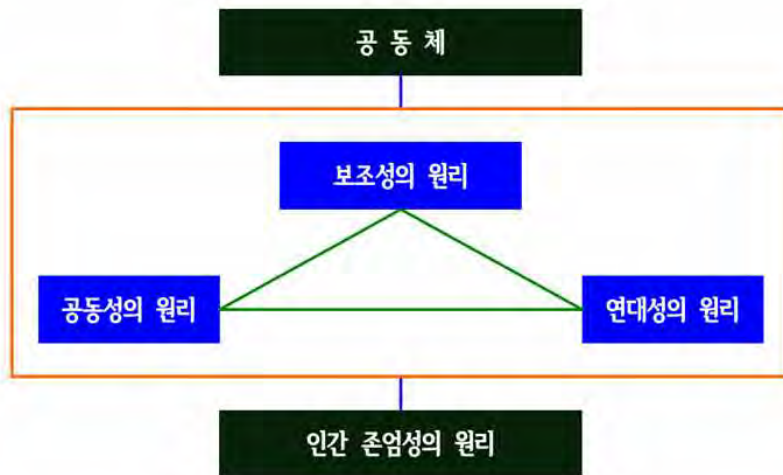 공 동 체
보조성의 원리
공동성의 원리
연대성의 원리
인간 존엄성의 원리